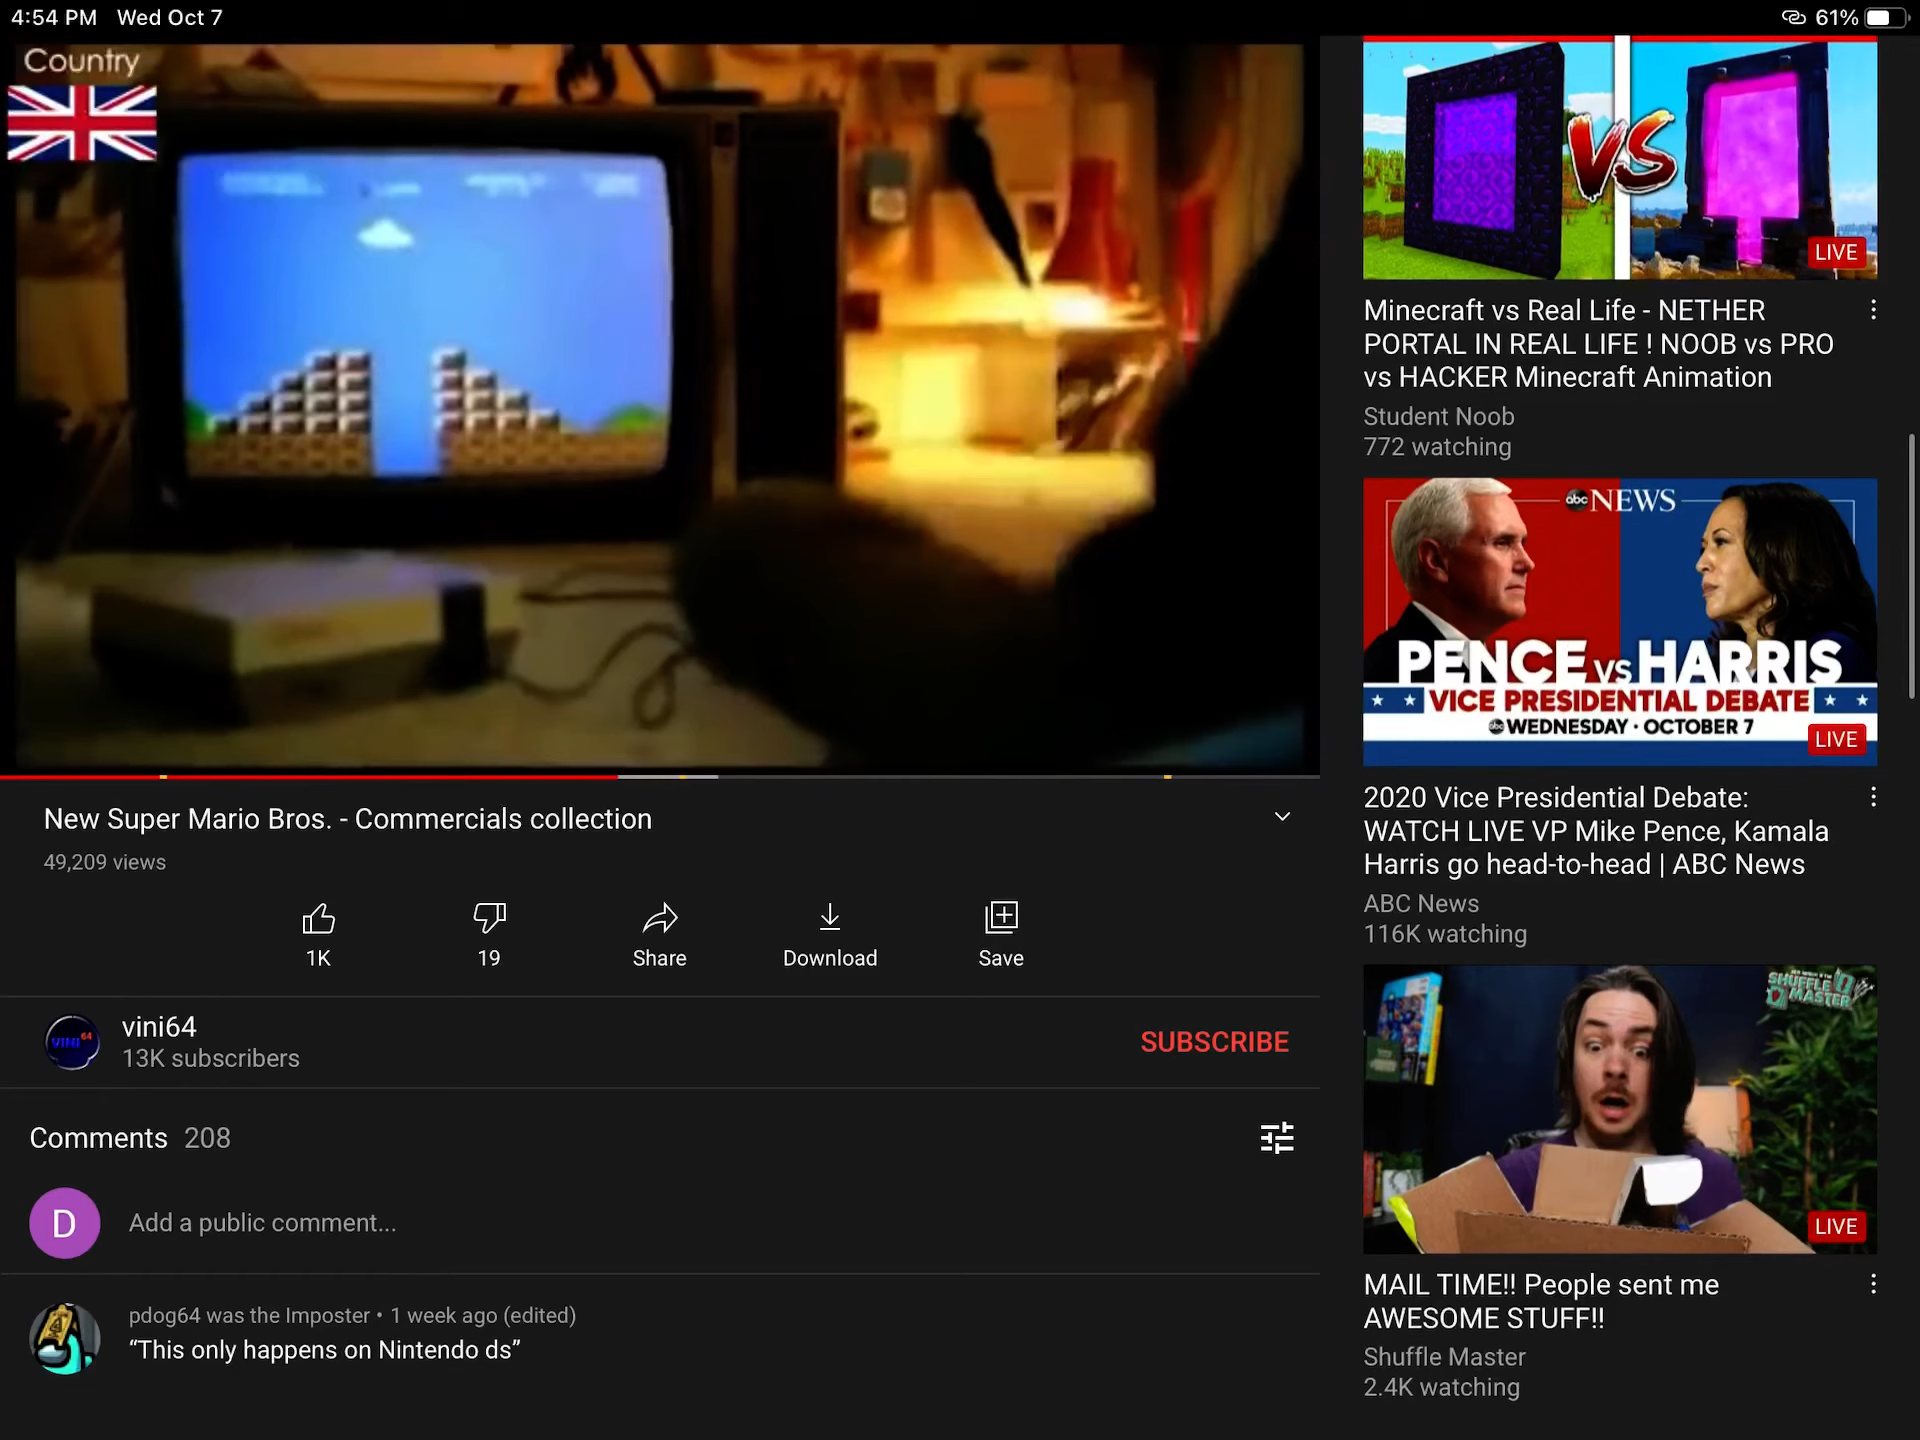 4:54 PM Wed Oct 7
61%
Country
New Super Mario Bros. - Commercials collection
49,209 views
1K
19
Share
Download
Save
VINI64
vini64
13K subscribers
SUBSCRIBE
Comments 208
D
Add a public comment...
pdog64 was the Imposter • 1 week ago (edited)
“This only happens on Nintendo ds”
VS
LIVE
Minecraft vs Real Life - NETHER
PORTAL IN REAL LIFE ! NOOB vs PRO
vs HACKER Minecraft Animation
Student Noob
772 watching
abc NEWS
PENCE VS HARRIS
VICE PRESIDENTIAL DEBATE
abc WEDNESDAY · OCTOBER 7
LIVE
2020 Vice Presidential Debate:
WATCH LIVE VP Mike Pence, Kamala
Harris go head-to-head | ABC News
ABC News
116K watching
SHUFFLE
MASTER
LIVE
MAIL TIME!! People sent me
AWESOME STUFF!!
Shuffle Master
2.4K watching